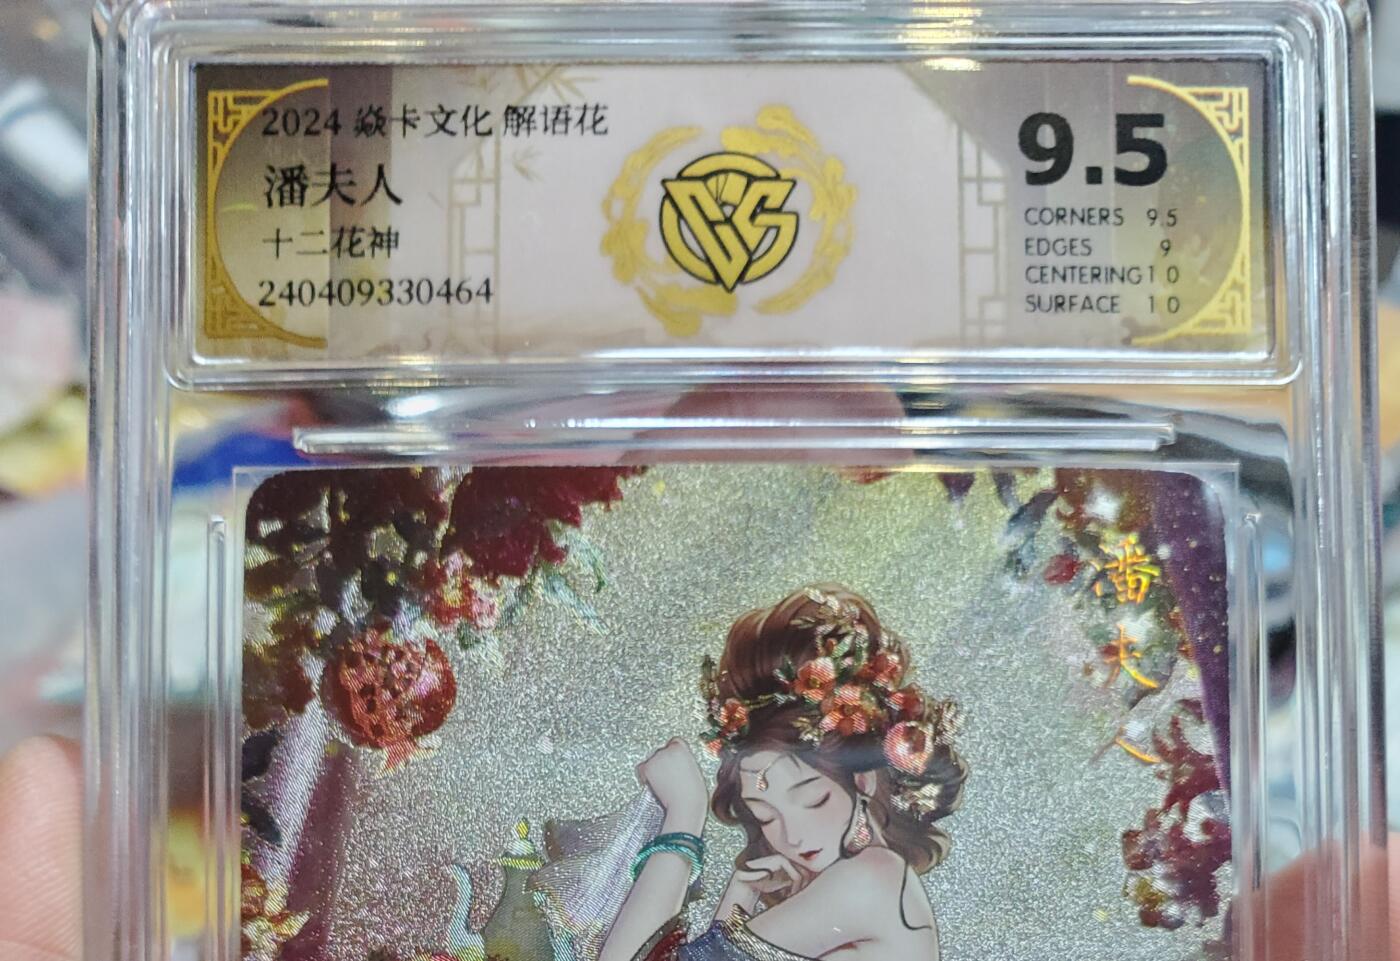 2024 焱卡文化 解语花
潘夫人
十二花神
240409330464
9.5
CORNERS 9.5
EDGES 9
CENTERING 10
SURFACE 10
潘夫人